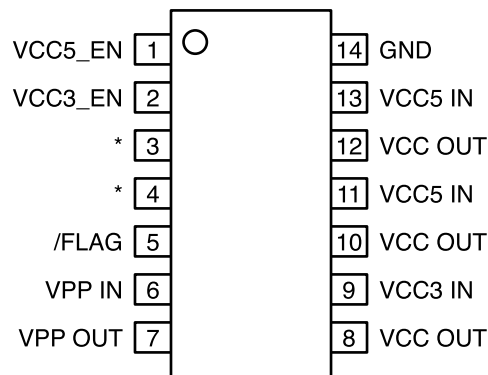 VCC5_EN 1 14 GND
VCC3_EN 2 13 VCC5 IN
* 3 12 VCC OUT
* 4 11 VCC5 IN
/FLAG 5 10 VCC OUT
VPP IN 6 9 VCC3 IN
VPP OUT 7 8 VCC OUT